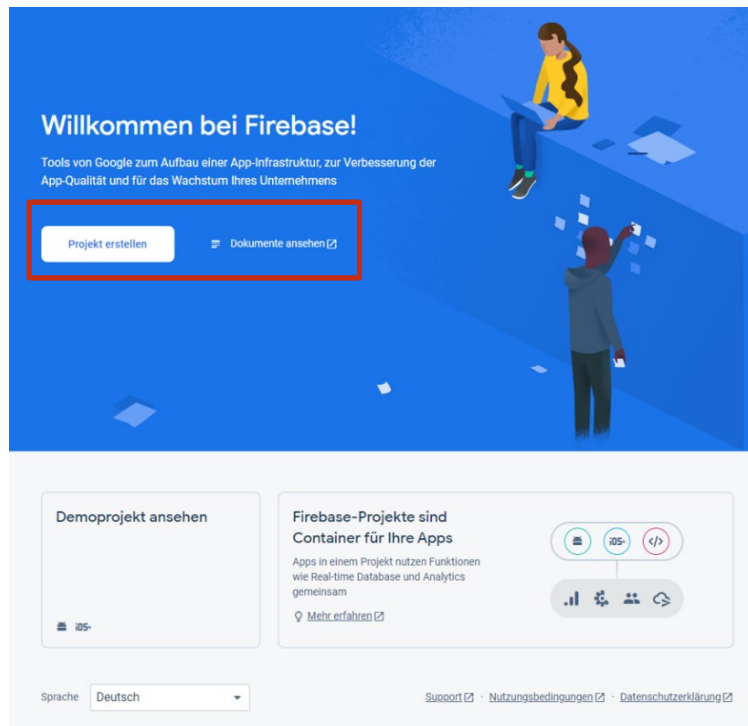 Willkommen bei Firebase!
Tools von Google zum Aufbau einer App-Infrastruktur, zur Verbesserung der
App-Qualität und für das Wachstum Ihres Unternehmens
Projekt erstellen
Dokumente ansehen
Demoprojekt ansehen
iOS+
Firebase-Projekte sind
Container für Ihre Apps
Apps in einem Projekt nutzen Funktionen
wie Real-time Database und Analytics
gemeinsam
Mehr erfahren
iOS+
</>
Sprache Deutsch
Support · Nutzungsbedingungen · Datenschutzerklärung